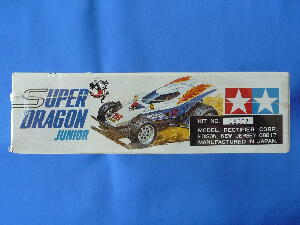 SUPER
DRAGON
JUNIOR
KIT NO.
MODEL RECTIFIER CORP.
EDISON, NEW JERSEY 08817
MANUFACTURED IN JAPAN.